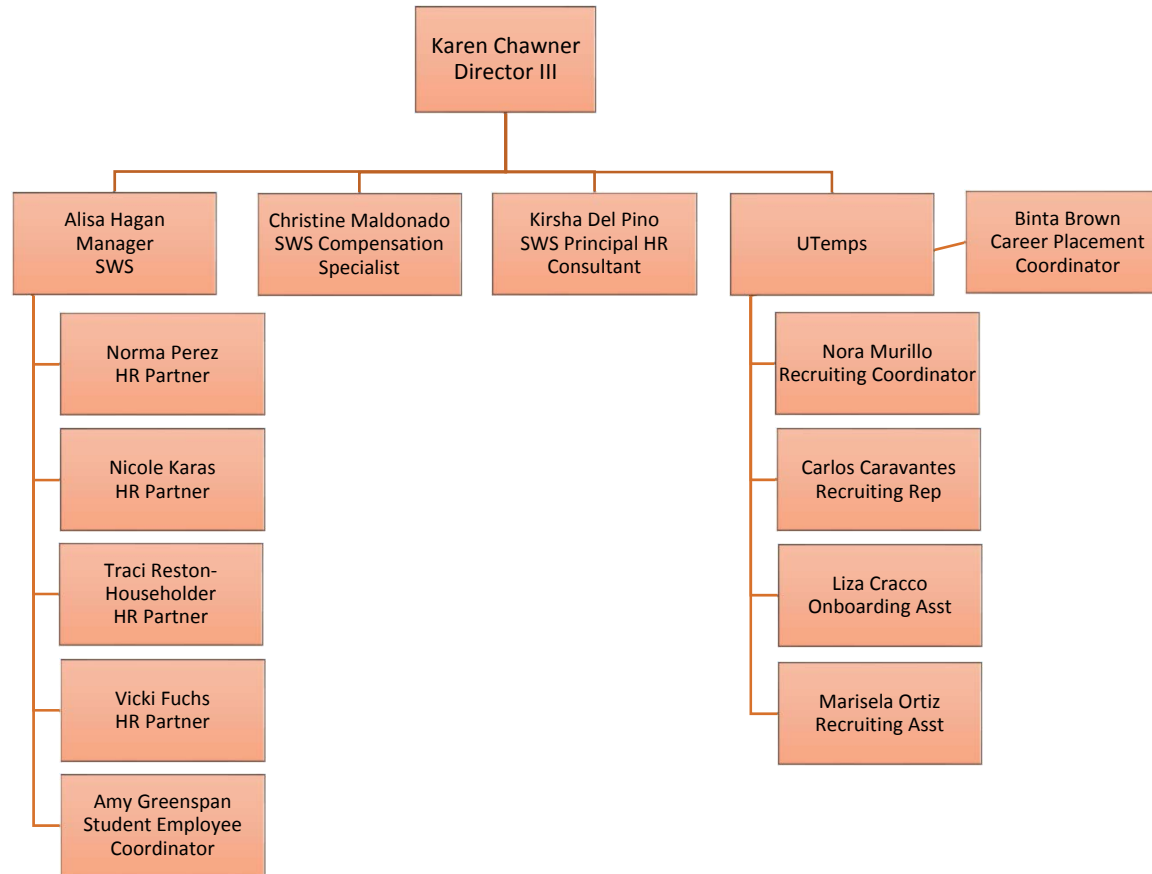 Karen Chawner
Director III
Alisa Hagan
Manager
SWS
Christine Maldonado
SWS Compensation
Specialist
Kirsha Del Pino
SWS Principal HR
Consultant
UTemps
Binta Brown
Career Placement
Coordinator
Norma Perez
HR Partner
Nicole Karas
HR Partner
Traci Reston-
Householder
HR Partner
Vicki Fuchs
HR Partner
Amy Greenspan
Student Employee
Coordinator
Nora Murillo
Recruiting Coordinator
Carlos Caravantes
Recruiting Rep
Liza Cracco
Onboarding Asst
Marisela Ortiz
Recruiting Asst